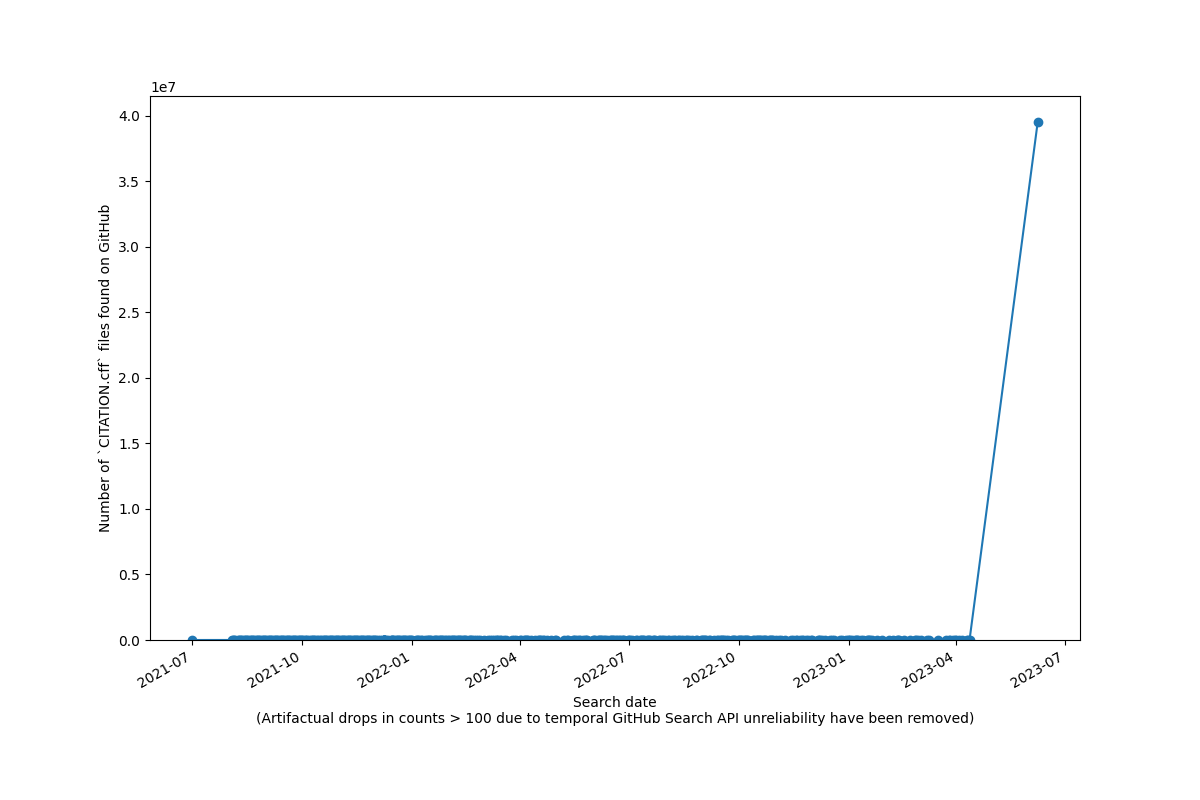 1e7
4.0
3.5
3.0
2.5
2.0
1.5
1.0
0.5
0.0
Number of `CITATION.cff` files found on GitHub
2021-07 2021-10 2022-01 2022-04 2022-07 2022-10 2023-01 2023-04 2023-07
Search date
(Artifactual drops in counts > 100 due to temporal GitHub Search API unreliability have been removed)